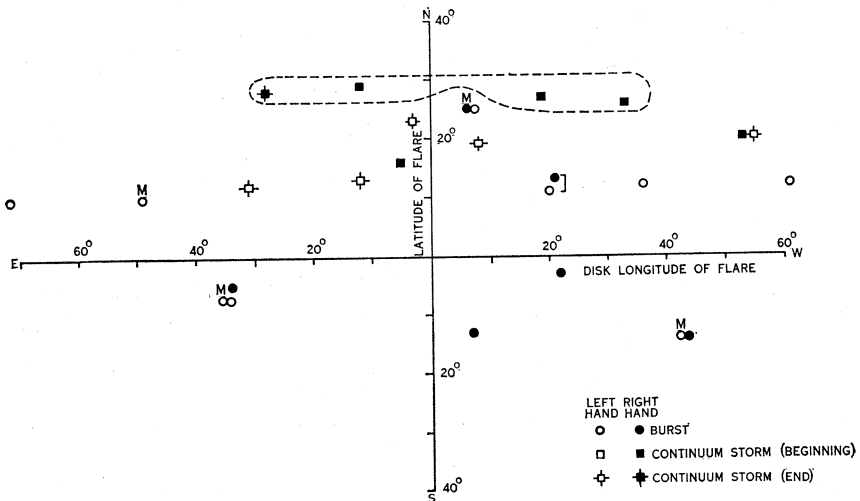 N
40°
M
20°
M
LATITUDE OF FLARE
60° 40° 20° 20° 40° 60°
E W
DISK LONGITUDE OF FLARE
M
M
20°
LEFT RIGHT
HAND HAND
BURST
CONTINUUM STORM (BEGINNING)
CONTINUUM STORM (END)
40°
S